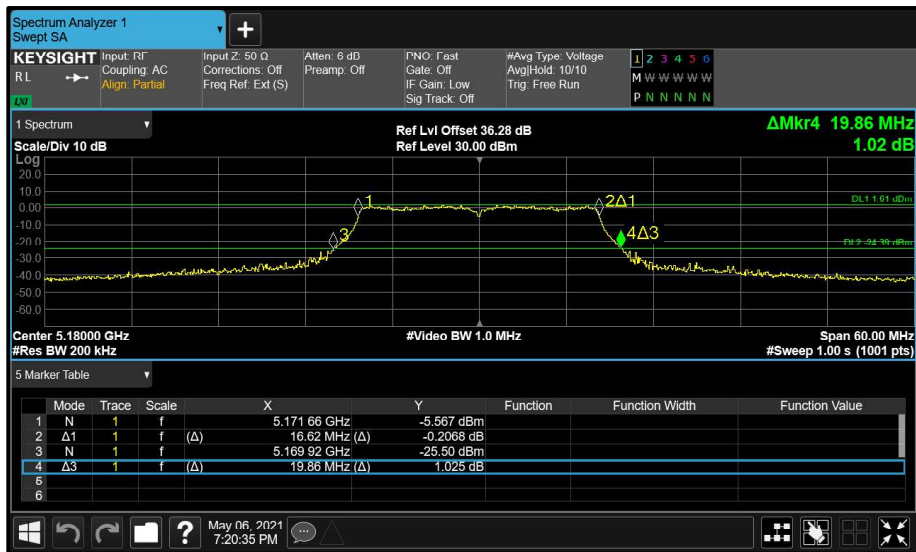 Spectrum Analyzer 1
Swept SA
+
KEYSIGHT
RL
LXI
Input: RF
Coupling: AC
Align: Partial
Input Z: 50 Ω
Corrections: Off
Freq Ref: Ext (S)
Atten: 6 dB
Preamp: Off
PNO: Fast
Gate: Off
IF Gain: Low
Sig Track: Off
#Avg Type: Voltage
Avg|Hold: 10/10
Trig: Free Run
1 2 3 4 5 6
M W W W W W
P N N N N N
1 Spectrum
Scale/Div 10 dB
Ref Lvl Offset 36.28 dB
Ref Level 30.00 dBm
ΔMkr4 19.86 MHz
1.02 dB
Log
20.0
10.0
0.00
-10.0
-20.0
-30.0
-40.0
-50.0
-60.0
1
2Δ1
3
4Δ3
DL1 1.61 dBm
DL2 -24.39 dBm
Center 5.18000 GHz
#Video BW 1.0 MHz
Span 60.00 MHz
#Res BW 200 kHz
#Sweep 1.00 s (1001 pts)
5 Marker Table
Mode Trace Scale X Y Function Function Width Function Value
1 N 1 f 5.171 66 GHz -5.567 dBm
2 Δ1 1 f (Δ) 16.62 MHz (Δ) -0.2068 dB
3 N 1 f 5.169 92 GHz -25.50 dBm
4 Δ3 1 f (Δ) 19.86 MHz (Δ) 1.025 dB
5
6
?
May 06, 2021
7:20:35 PM